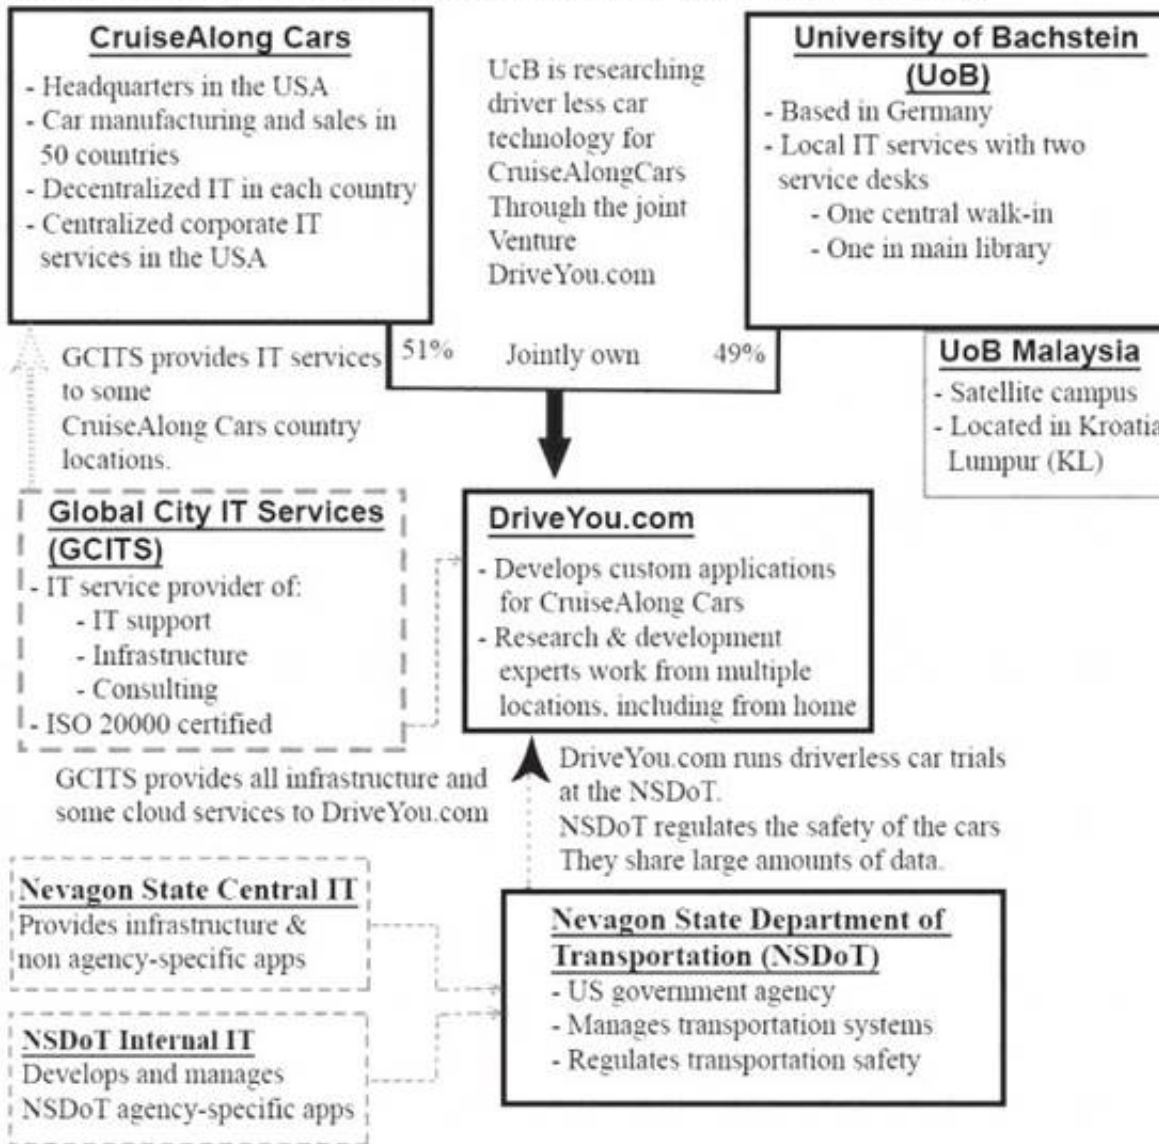 CruiseAlong Cars
- Headquarters in the USA
- Car manufacturing and sales in
50 countries
- Decentralized IT in each country
- Centralized corporate IT
services in the USA
UcB is researching
driver less car
technology for
CruiseAlongCars
Through the joint
Venture
DriveYou.com
University of Bachstein
(UoB)
- Based in Germany
- Local IT services with two
service desks
- One central walk-in
- One in main library
51% Jointly own 49%
UoB Malaysia
- Satellite campus
- Located in Kroatia
Lumpur (KL)
GCITS provides IT services
to some
CruiseAlong Cars country
locations.
Global City IT Services
(GCITS)
- IT service provider of:
- IT support
- Infrastructure
- Consulting
- ISO 20000 certified
DriveYou.com
- Develops custom applications
for CruiseAlong Cars
- Research & development
experts work from multiple
locations, including from home
GCITS provides all infrastructure and
some cloud services to DriveYou.com
DriveYou.com runs driverless car trials
at the NSDoT.
NSDoT regulates the safety of the cars
They share large amounts of data.
Nevagon State Central IT
Provides infrastructure &
non agency-specific apps
NSDoT Internal IT
Develops and manages
NSDoT agency-specific apps
Nevagon State Department of
Transportation (NSDoT)
- US government agency
- Manages transportation systems
- Regulates transportation safety